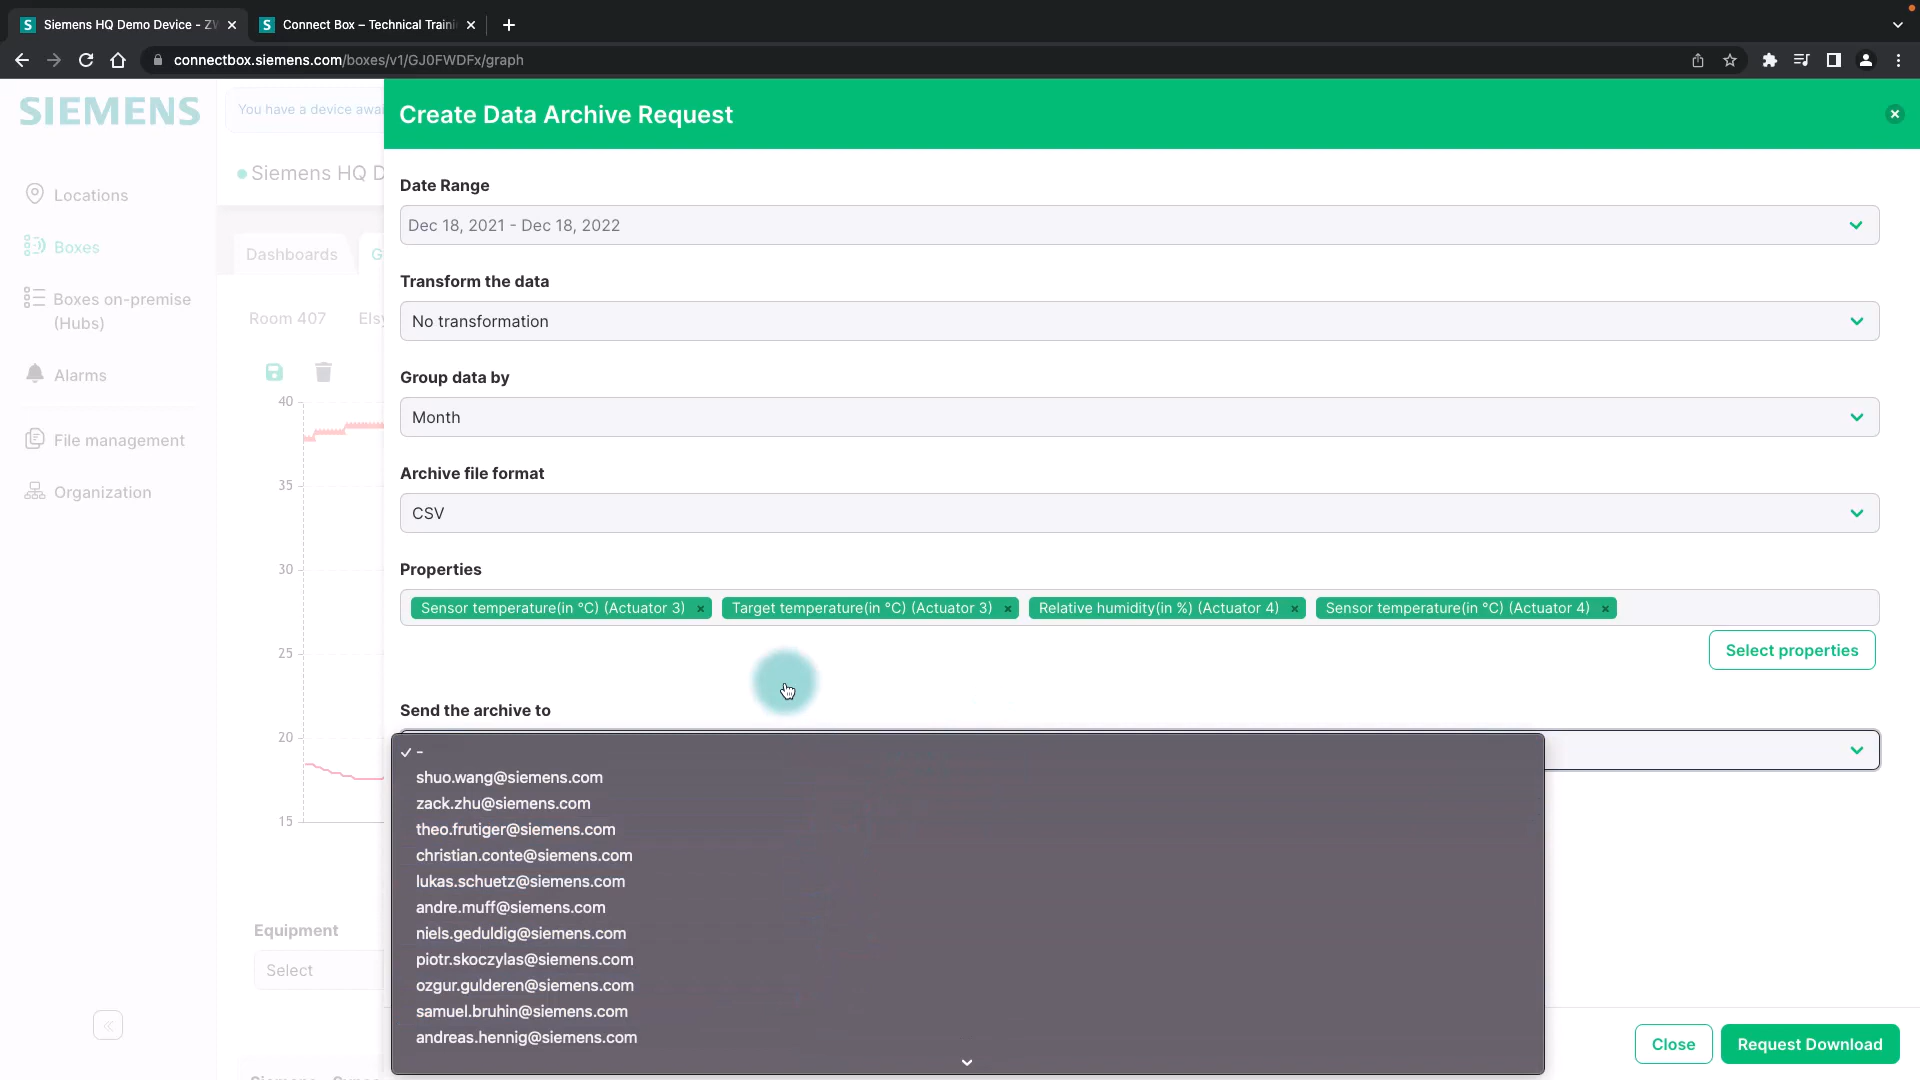 Siemens HQ Demo Device - ZW
Connect Box – Technical Traini
connectbox.siemens.com/boxes/v1/GJ0FWDFx/graph
SIEMENS
You have a device awai
Create Data Archive Request
Siemens HQ D
Locations
Boxes
Boxes on-premise
(Hubs)
Alarms
File management
Organization
Dashboards
G
Room 407
Elsy
40
35
30
25
20
15
Equipment
Select
Date Range
Dec 18, 2021 - Dec 18, 2022
Transform the data
No transformation
Group data by
Month
Archive file format
CSV
Properties
Sensor temperature(in °C) (Actuator 3) ×
Target temperature(in °C) (Actuator 3) ×
Relative humidity(in %) (Actuator 4) ×
Sensor temperature(in °C) (Actuator 4) ×
Select properties
Send the archive to
✓ -
shuo.wang@siemens.com
zack.zhu@siemens.com
theo.frutiger@siemens.com
christian.conte@siemens.com
lukas.schuetz@siemens.com
andre.muff@siemens.com
niels.geduldig@siemens.com
piotr.skoczylas@siemens.com
ozgur.gulderen@siemens.com
samuel.bruhin@siemens.com
andreas.hennig@siemens.com
Close
Request Download